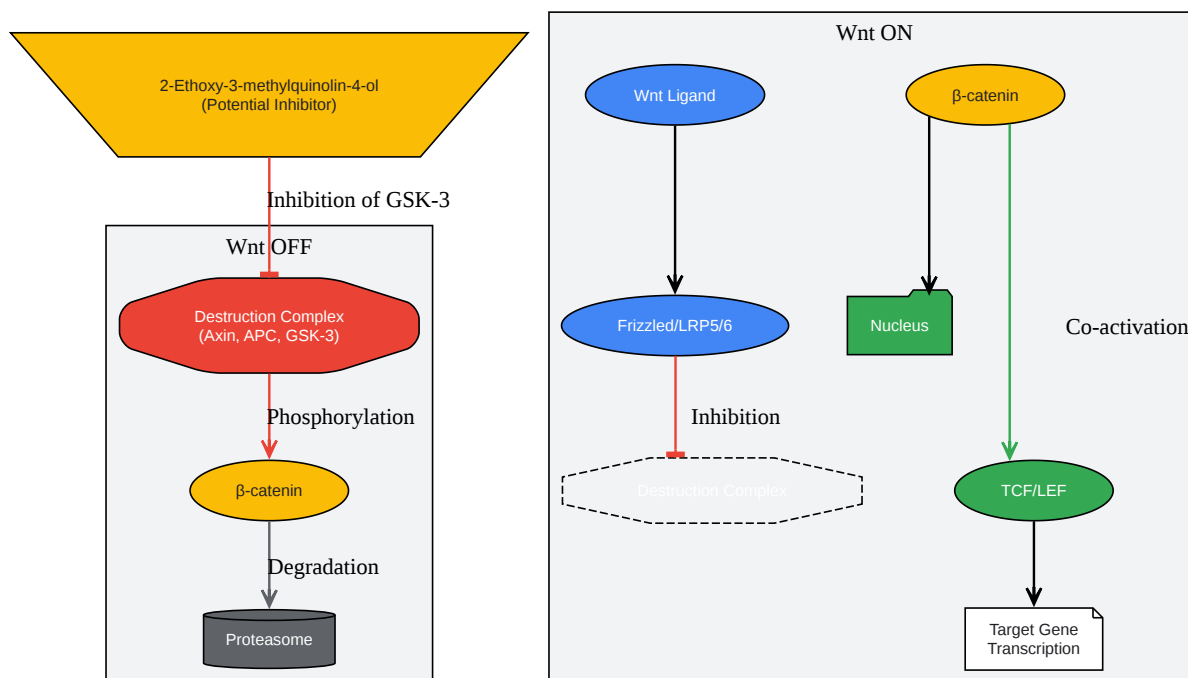 2-Ethoxy-3-methylquinolin-4-ol
(Potential Inhibitor)
Inhibition of GSK-3
Wnt OFF
Destruction Complex
(Axin, APC, GSK-3)
Phosphorylation
β-catenin
Degradation
Proteasome
Wnt ON
Wnt Ligand
Frizzled/LRP5/6
Inhibition
Destruction Complex
β-catenin
Nucleus
Co-activation
TCF/LEF
Target Gene
Transcription